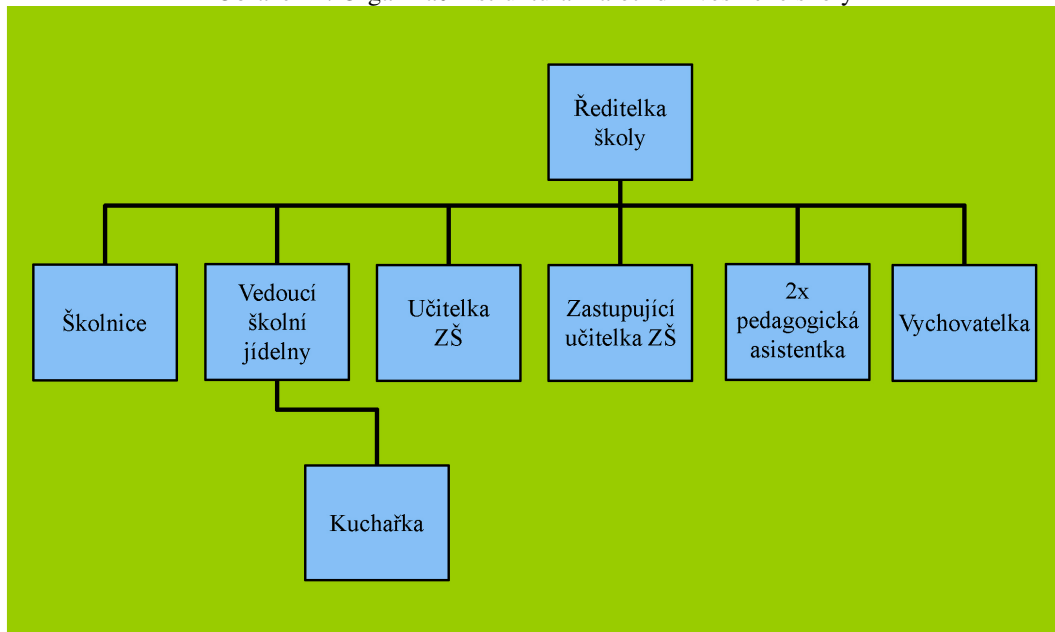 Ředitelka
školy
Školnice
Vedoucí
školní
jídelny
Učitelka
ZŠ
Zastupující
učitelka ZŠ
2x
pedagogická
asistentka
Vychovatelka
Kuchařka